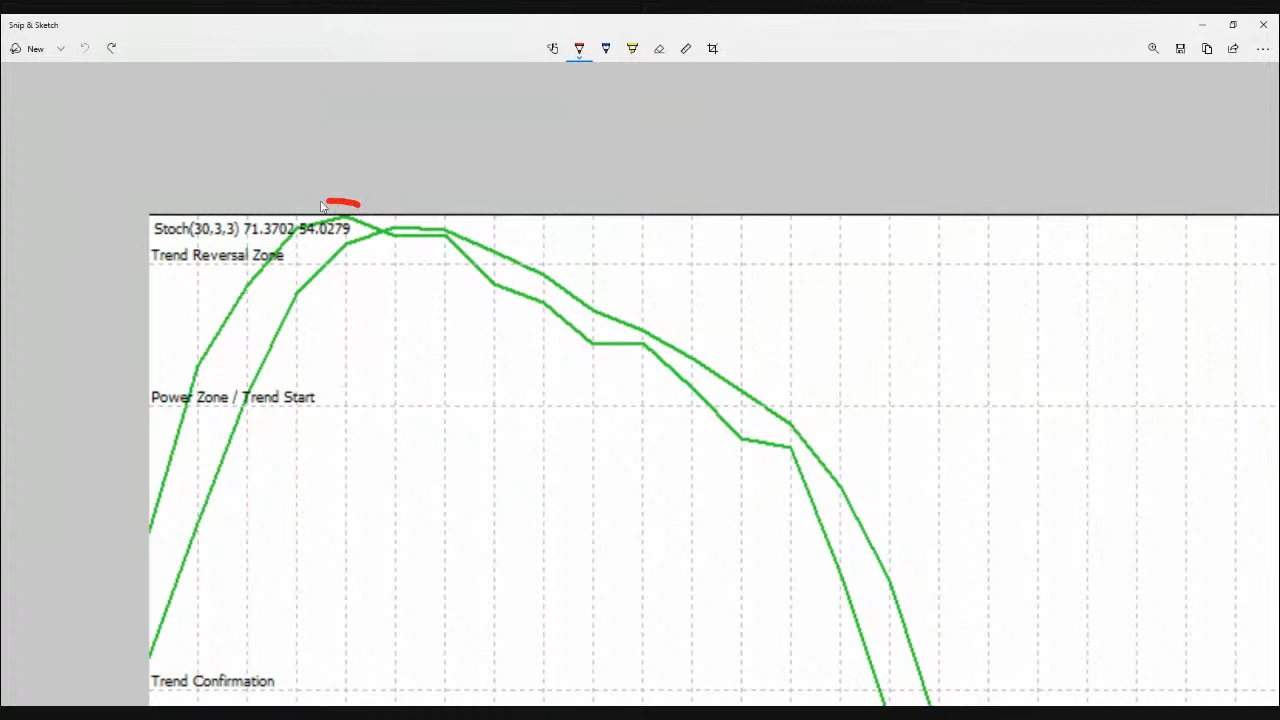 Snip & Sketch
New
Stoch(30,3,3) 71.3702 54.0279
Trend Reversal Zone
Power Zone / Trend Start
Trend Confirmation